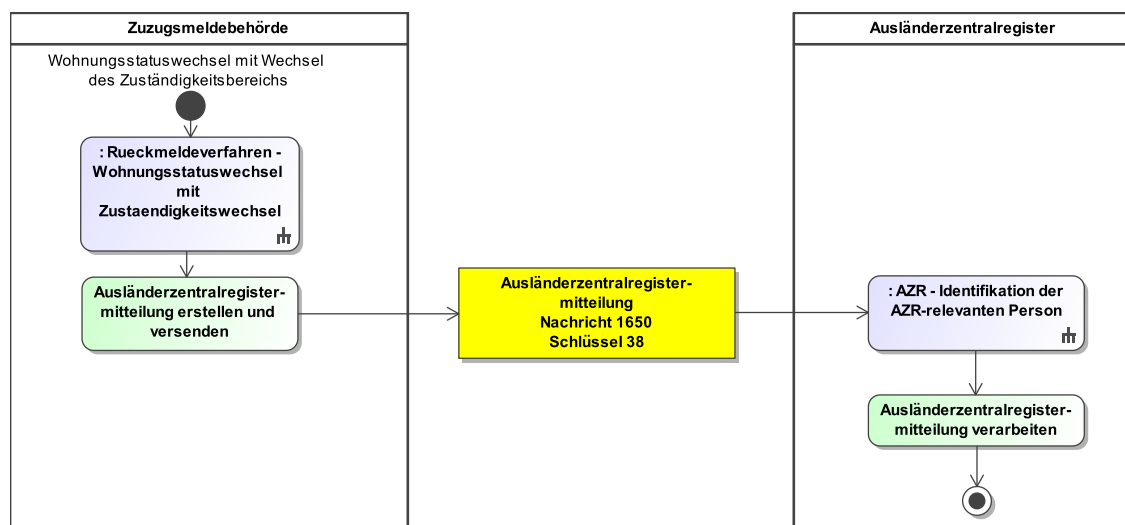 Zuzugsmeldebehörde
Wohnungsstatuswechsel mit Wechsel
des Zuständigkeitsbereichs
: Rueckmeldeverfahren -
Wohnungsstatuswechsel
mit
Zustaendigkeitswechsel
Ausländerzentralregister-
mitteilung erstellen und
versenden
Ausländerzentralregister-
mitteilung
Nachricht 1650
Schlüssel 38
Ausländerzentralregister
: AZR - Identifikation der
AZR-relevanten Person
Ausländerzentralregister-
mitteilung verarbeiten